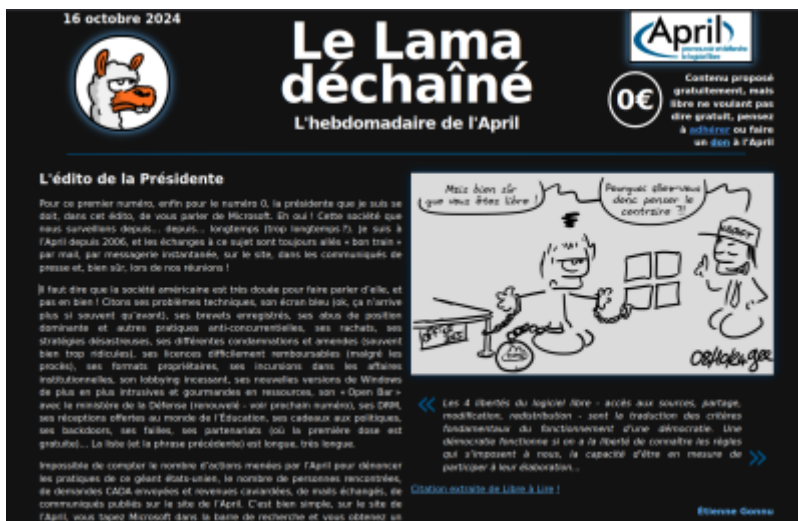 16 octobre 2024
Le Lama
déchaîné
L'hebdomadaire de l'April
April
promouvoir et défendre
le logiciel libre
0€
Contenu proposé
gratuitement, mais
libre ne voulant pas
dire gratuit, pensez
à adhérer ou faire
un don à l'April
L'édito de la Présidente
Pour ce premier numéro, enfin pour le numéro 0, la présidente que je suis se
doit, dans cet édito, de vous parler de Microsoft. Eh oui ! Cette société que
nous surveillons depuis... depuis... longtemps (trop longtemps ?). Je suis à
l'April depuis 2006, et les échanges à ce sujet sont toujours allés « bon train »
par mail, par messagerie instantanée, sur le site, dans les communiqués de
presse et, bien sûr, lors de nos réunions !
Il faut dire que la société américaine est très douée pour faire parler d'elle, et
pas en bien ! Citons ses problèmes techniques, son écran bleu (ok, ça n'arrive
plus si souvent qu'avant), ses brevets enregistrés, ses abus de position
dominante et autres pratiques anti-concurrentielles, ses rachats, ses
stratégies désastreuses, ses différentes condamnations et amendes (souvent
bien trop ridicules), ses licences difficilement remboursables (malgré les
procès), ses formats propriétaires, ses incursions dans les affaires
institutionnelles, son lobbying incessant, ses nouvelles versions de Windows
de plus en plus intrusives et gourmandes en ressources, son « Open Bar »
avec le ministère de la Défense (renouvelé - voir prochain numéro), ses DRM,
ses réceptions offertes au monde de l'Éducation, ses cadeaux aux politiques,
ses backdoors, ses failles, ses partenariats (où la première dose est
gratuite)... La liste (et la phrase précédente) est longue, très longue.
Impossible de compter le nombre d'actions menées par l'April pour dénoncer
les pratiques de ce géant états-unien, le nombre de personnes rencontrées,
de demandes CADA envoyées et revenues caviardées, de mails échangés, de
communiqués publiés sur le site de l'April. C'est bien simple, sur le site de
l'April, vous tapez Microsoft dans la barre de recherche et vous obtenez un
Mais bien sûr
que vous êtes libre !
Pourquoi allez-vous
donc penser le
contraire ?!
office
365
« Les 4 libertés du logiciel libre - accès aux sources, partage,
modification, redistribution - sont la traduction des critères
fondamentaux du fonctionnement d'une démocratie. Une
démocratie fonctionne si on a la liberté de connaître les règles
qui s'imposent à nous, la capacité d'être en mesure de
participer à leur élaboration... »
Citation extraite de Libre à Lire !
Étienne Gonnu